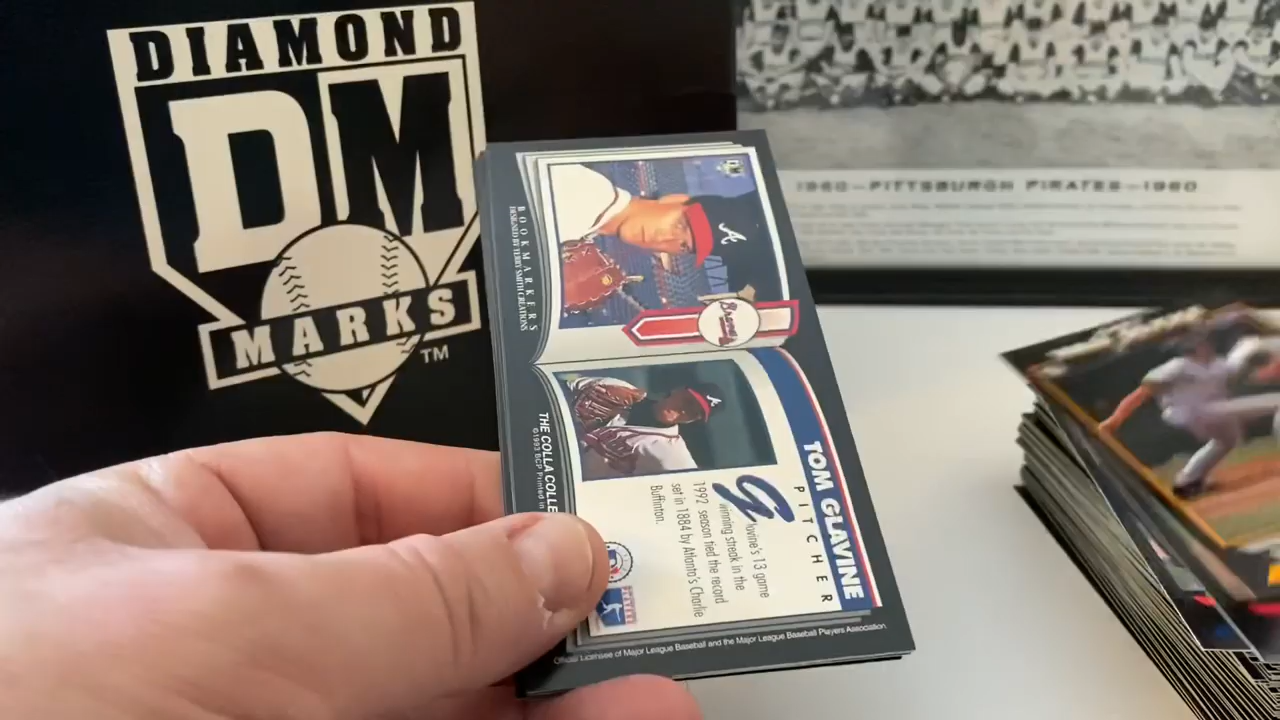 DIAMOND
DM
MARKS
TM
1960—PITTSBURGH PIRATES—1960
A
Braves
BOOKMARKERS
DESIGNED BY TERRY SMITH CREATIONS
A
TOM GLAVINE
PITCHER
Glavine's 13 game
winning streak in the
1992 season tied the record
set in 1884 by Atlanta's Charlie
Buffinton.
THE COLLA COLLE
©1993 BCP Printed in
Official Licensee of Major League Baseball and the Major League Baseball Players Association.